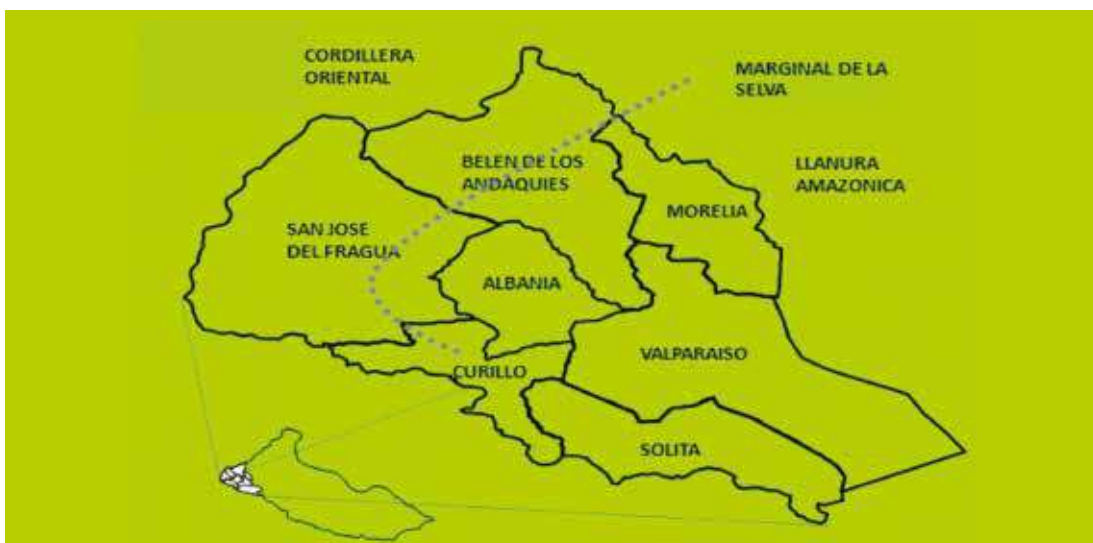 CORDILLERA
ORIENTAL
MARGINAL DE LA
SELVA
BELEN DE LOS
ANDAQUIES
LLANURA
AMAZONICA
MORELIA
SAN JOSE
DEL FRAGUA
ALBANIA
VALPARAISO
CURILLO
SOLITA